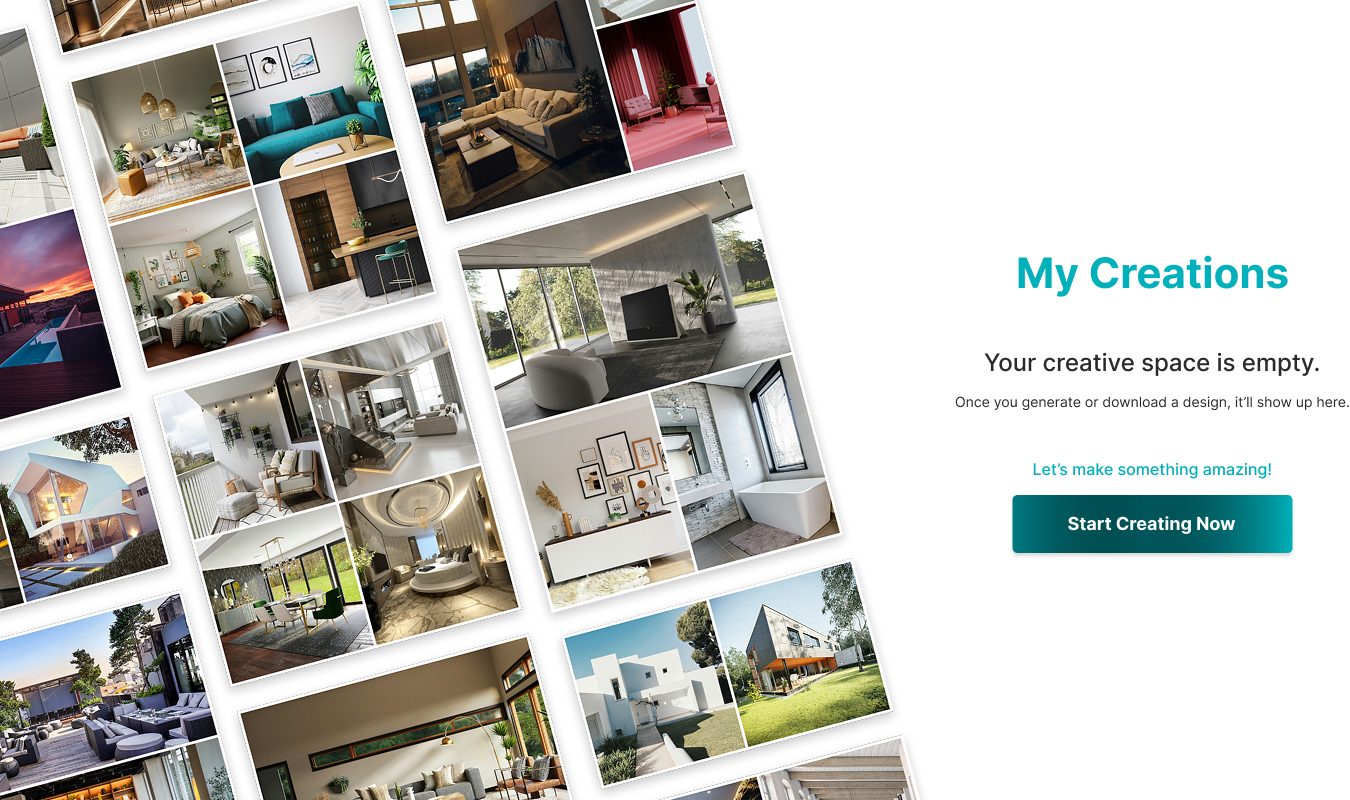 My Creations
Your creative space is empty.
Once you generate or download a design, it’ll show up here.
Let’s make something amazing!
Start Creating Now